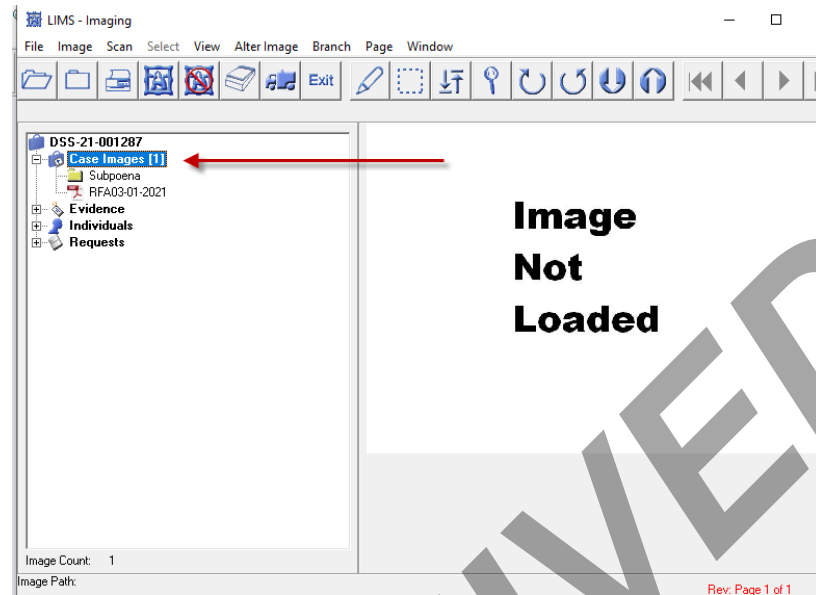 LIMS - Imaging
File Image Scan Select View Alter Image Branch Page Window
Exit
DSS-21-001287
Case Images [1]
Subpoena
RFA03-01-2021
Evidence
Individuals
Requests
Image
Not
Loaded
Image Count: 1
Image Path:
Rev: Page 1 of 1